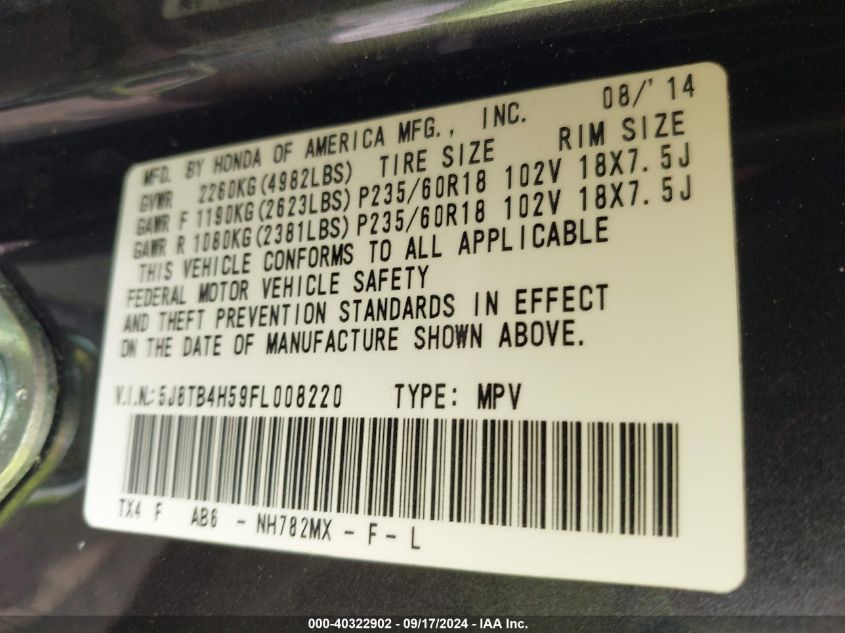 MFD. BY HONDA OF AMERICA MFG., INC. 08/'14
GVWR 2260KG(4982LBS) TIRE SIZE RIM SIZE
GAWR F 1190KG(2623LBS) P235/60R18 102V 18X7.5J
GAWR R 1080KG(2381LBS) P235/60R18 102V 18X7.5J
THIS VEHICLE CONFORMS TO ALL APPLICABLE
FEDERAL MOTOR VEHICLE SAFETY
AND THEFT PREVENTION STANDARDS IN EFFECT
ON THE DATE OF MANUFACTURE SHOWN ABOVE.
V.I.N.: 5J8TB4H59FL008220 TYPE: MPV
TX4 F AB6 - NH782MX - F - L
000-40322902 - 09/17/2024 - IAA Inc.